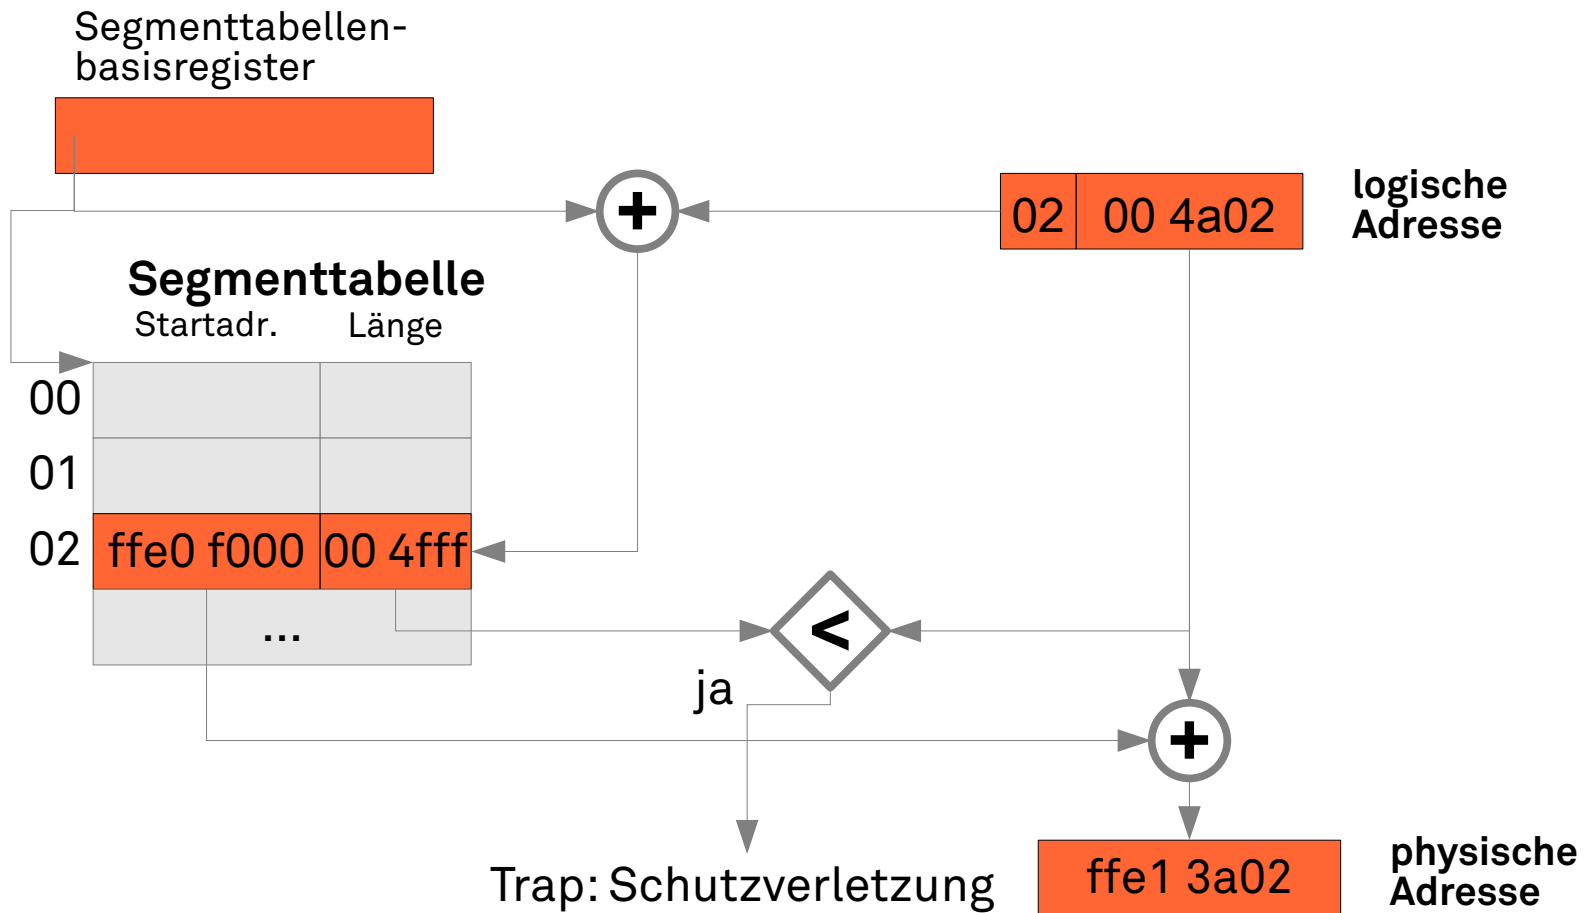 Segmenttabellen-
basisregister
+
02 00 4a02
logische
Adresse
Segmenttabelle
Startadr. Länge
00
01
02 ffe0 f000 00 4fff
...
<
ja
+
Trap: Schutzverletzung
ffe1 3a02
physische
Adresse